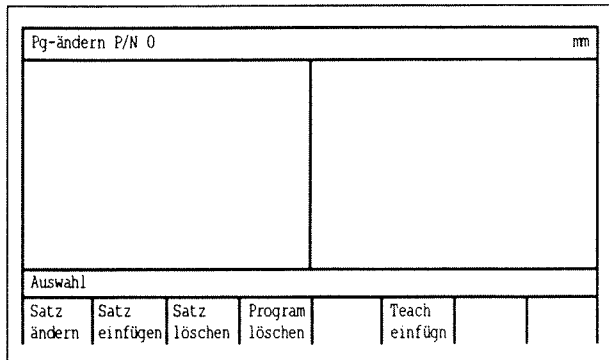 Pg-ändern P/N 0 mm
Auswahl
Satz Satz Satz Program Teach
ändern einfügen löschen löschen einfügn